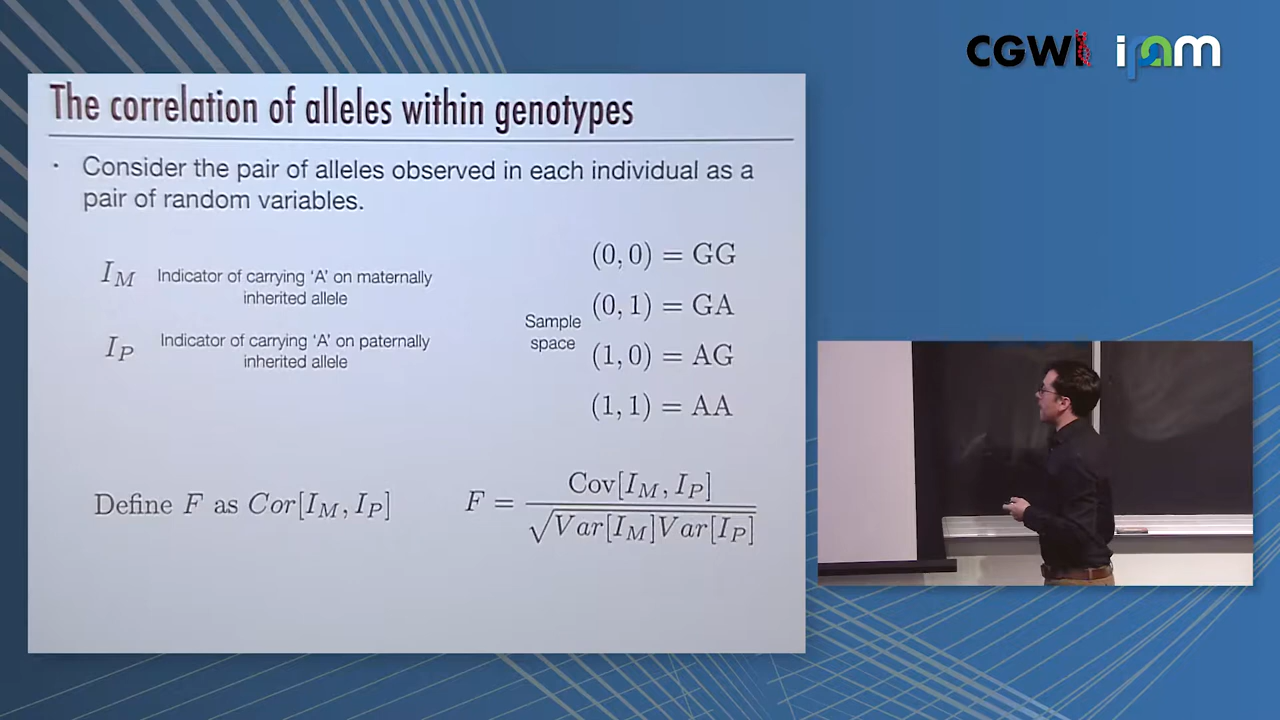 CGWI ipam
The correlation of alleles within genotypes
· Consider the pair of alleles observed in each individual as a
pair of random variables.
I_M Indicator of carrying 'A' on maternally
inherited allele
I_P Indicator of carrying 'A' on paternally
inherited allele
Sample
space
(0, 0) = GG
(0, 1) = GA
(1, 0) = AG
(1, 1) = AA
Define F as Cor[I_M, I_P]
F = Cov[I_M, I_P] / √Var[I_M]Var[I_P]